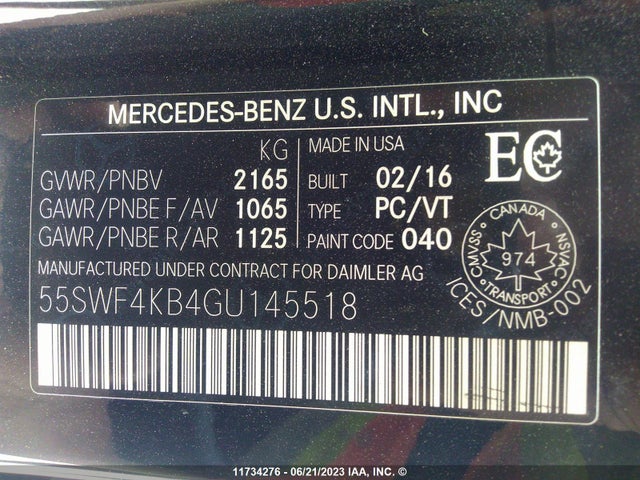 MERCEDES-BENZ U.S. INTL., INC
KG
GVWR/PNBV 2165
GAWR/PNBE F/AV 1065
GAWR/PNBE R/AR 1125
MADE IN USA
BUILT 02/16
TYPE PC/VT
PAINT CODE 040
EC
CANADA
CMVSS 974 NSVAC
TRANSPORT
ICES/NMB-002
MANUFACTURED UNDER CONTRACT FOR DAIMLER AG
55SWF4KB4GU145518
11734276 - 06/21/2023 IAA, INC. ©